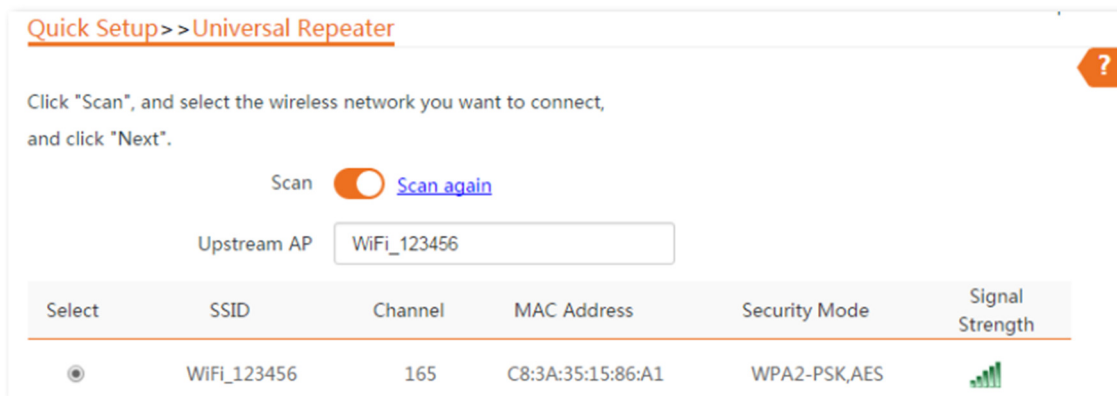 Quick Setup>>Universal Repeater
?
Click "Scan", and select the wireless network you want to connect,
and click "Next".
Scan Scan again
Upstream AP WiFi_123456
Select SSID Channel MAC Address Security Mode Signal Strength
WiFi_123456 165 C8:3A:35:15:86:A1 WPA2-PSK,AES